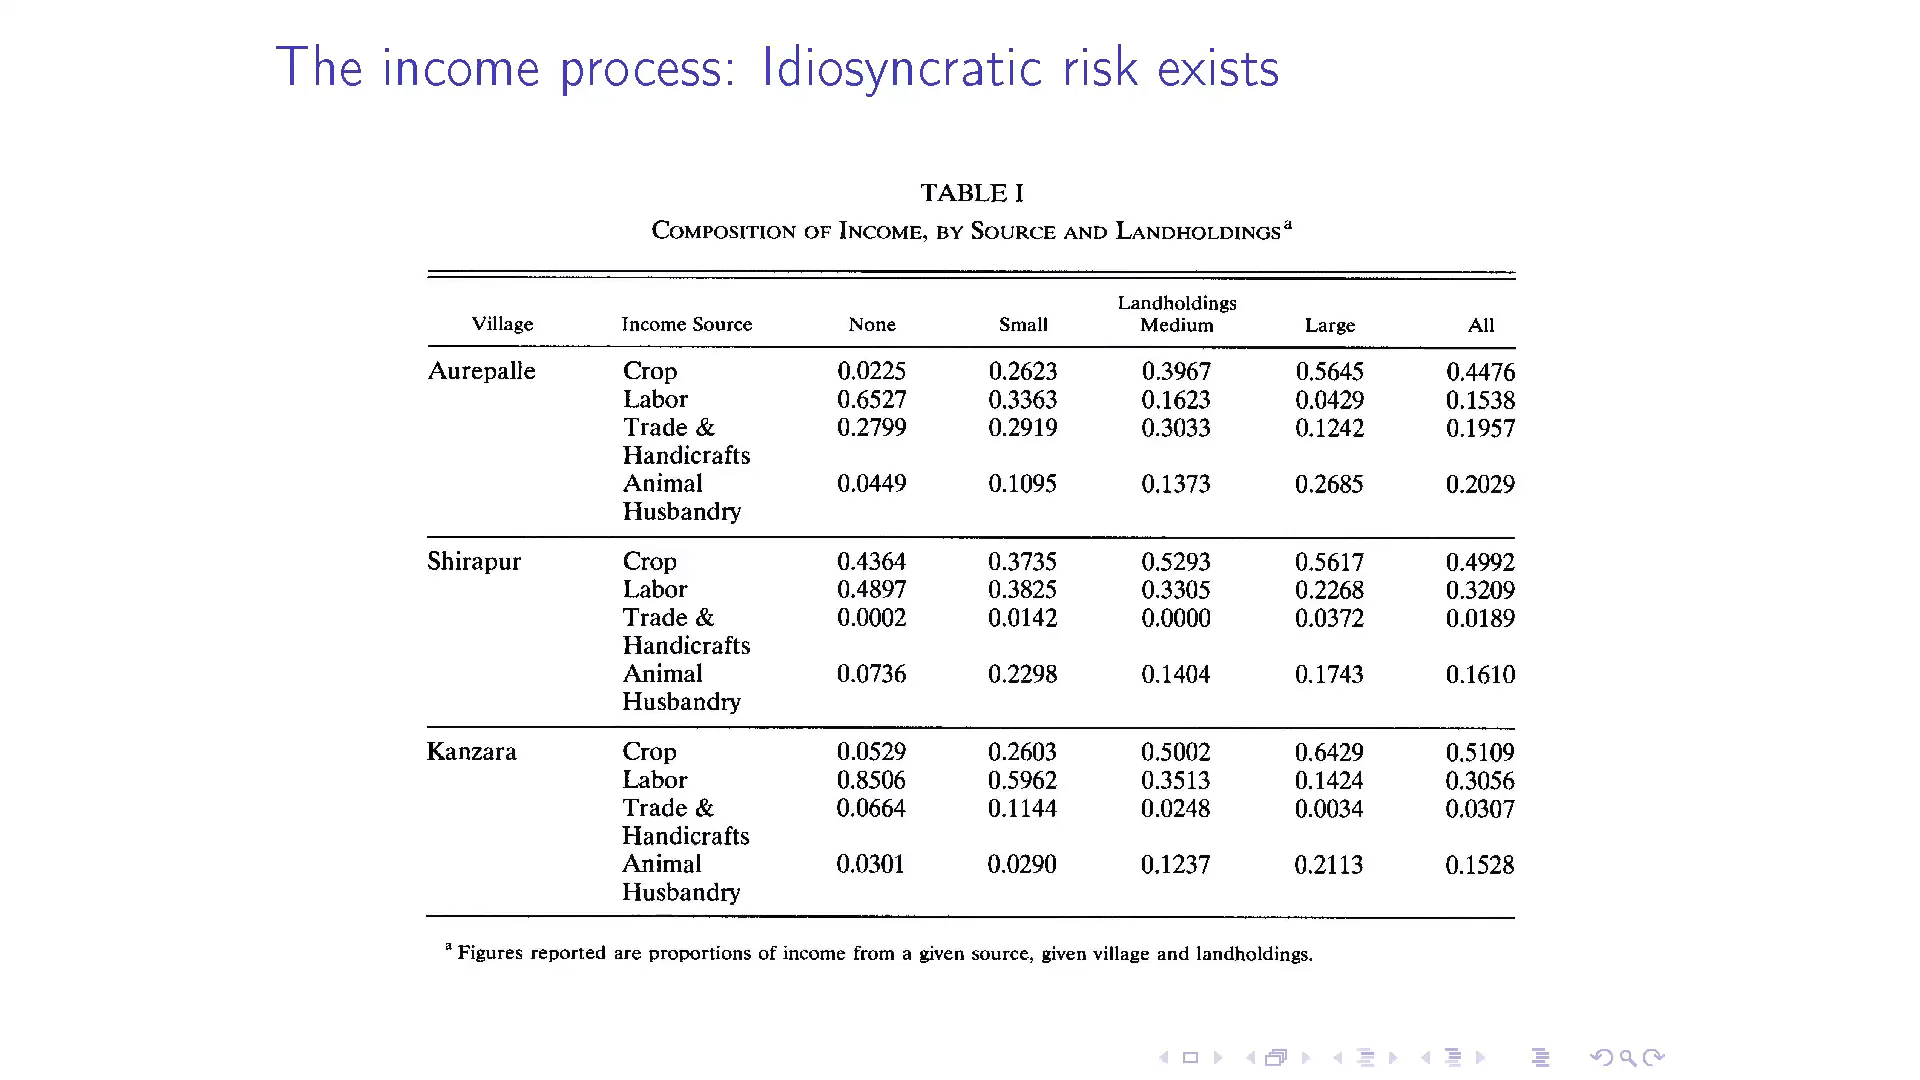 The income process: Idiosyncratic risk exists
TABLE I
COMPOSITION OF INCOME, BY SOURCE AND LANDHOLDINGS a
Landholdings
Village Income Source None Small Medium Large All
Aurepalle Crop 0.0225 0.2623 0.3967 0.5645 0.4476
Labor 0.6527 0.3363 0.1623 0.0429 0.1538
Trade & 0.2799 0.2919 0.3033 0.1242 0.1957
Handicrafts
Animal 0.0449 0.1095 0.1373 0.2685 0.2029
Husbandry
Shirapur Crop 0.4364 0.3735 0.5293 0.5617 0.4992
Labor 0.4897 0.3825 0.3305 0.2268 0.3209
Trade & 0.0002 0.0142 0.0000 0.0372 0.0189
Handicrafts
Animal 0.0736 0.2298 0.1404 0.1743 0.1610
Husbandry
Kanzara Crop 0.0529 0.2603 0.5002 0.6429 0.5109
Labor 0.8506 0.5962 0.3513 0.1424 0.3056
Trade & 0.0664 0.1144 0.0248 0.0034 0.0307
Handicrafts
Animal 0.0301 0.0290 0.1237 0.2113 0.1528
Husbandry
a Figures reported are proportions of income from a given source, given village and landholdings.